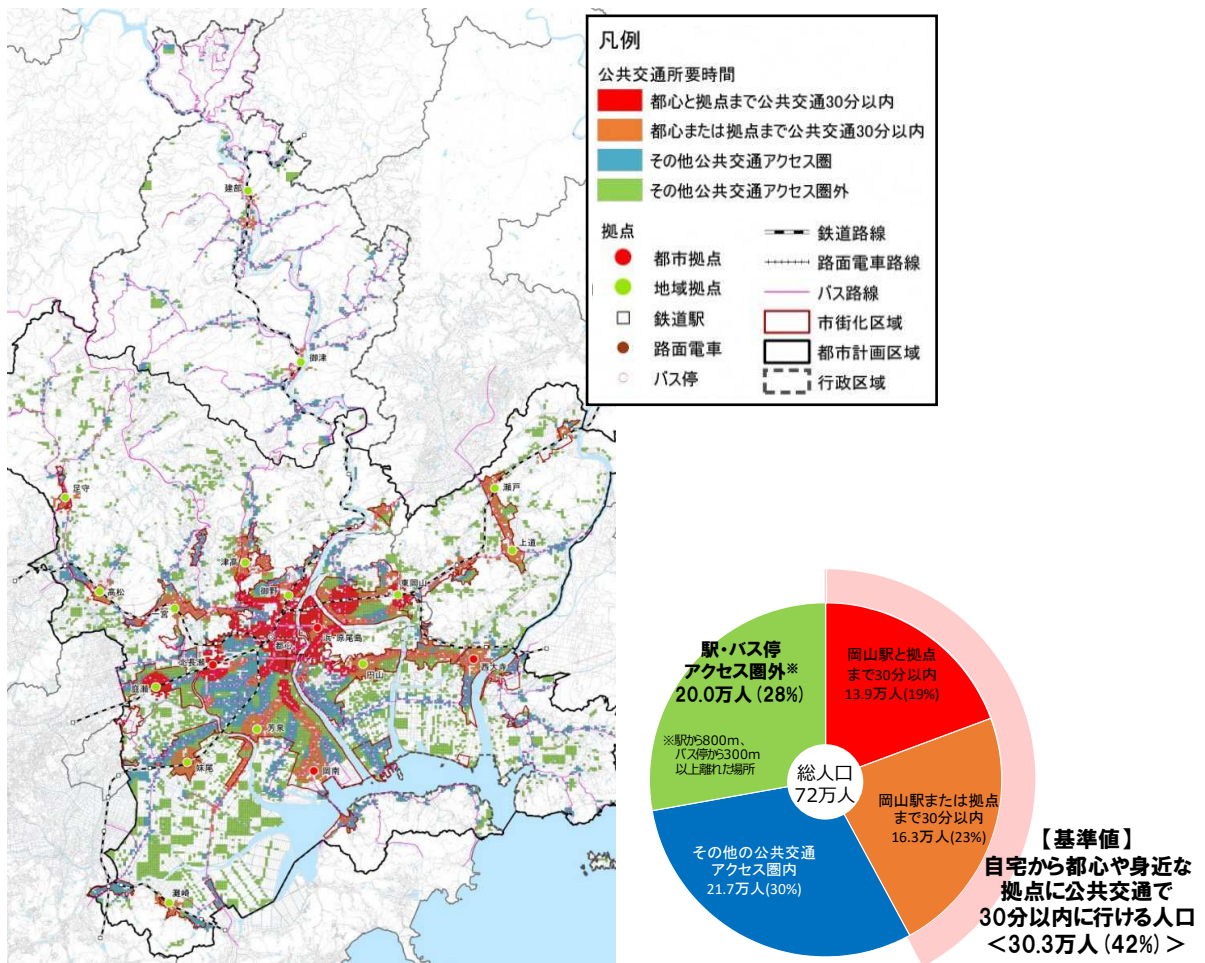 凡例
公共交通所要時間
都心と拠点まで公共交通30分以内
都心または拠点まで公共交通30分以内
その他公共交通アクセス圏
その他公共交通アクセス圏外
拠点
都市拠点
地域拠点
鉄道駅
路面電車
バス停
鉄道路線
路面電車路線
バス路線
市街化区域
都市計画区域
行政区域
建部
御津
足守
瀬戸
上道
津高
高松
一宮
御野
東岡山
浜・原尾島
都心
北長瀬
西大寺
庭瀬
円山
芳泉
妹尾
岡南
灘崎
駅・バス停
アクセス圏外※
20.0万人(28%)
※駅から800m、
バス停から300m
以上離れた場所
岡山駅と拠点
まで30分以内
13.9万人(19%)
総人口
72万人
岡山駅または拠点
まで30分以内
16.3万人(23%)
その他の公共交通
アクセス圏内
21.7万人(30%)
【基準値】
自宅から都心や身近な
拠点に公共交通で
30分以内に行ける人口
<30.3万人(42%)>